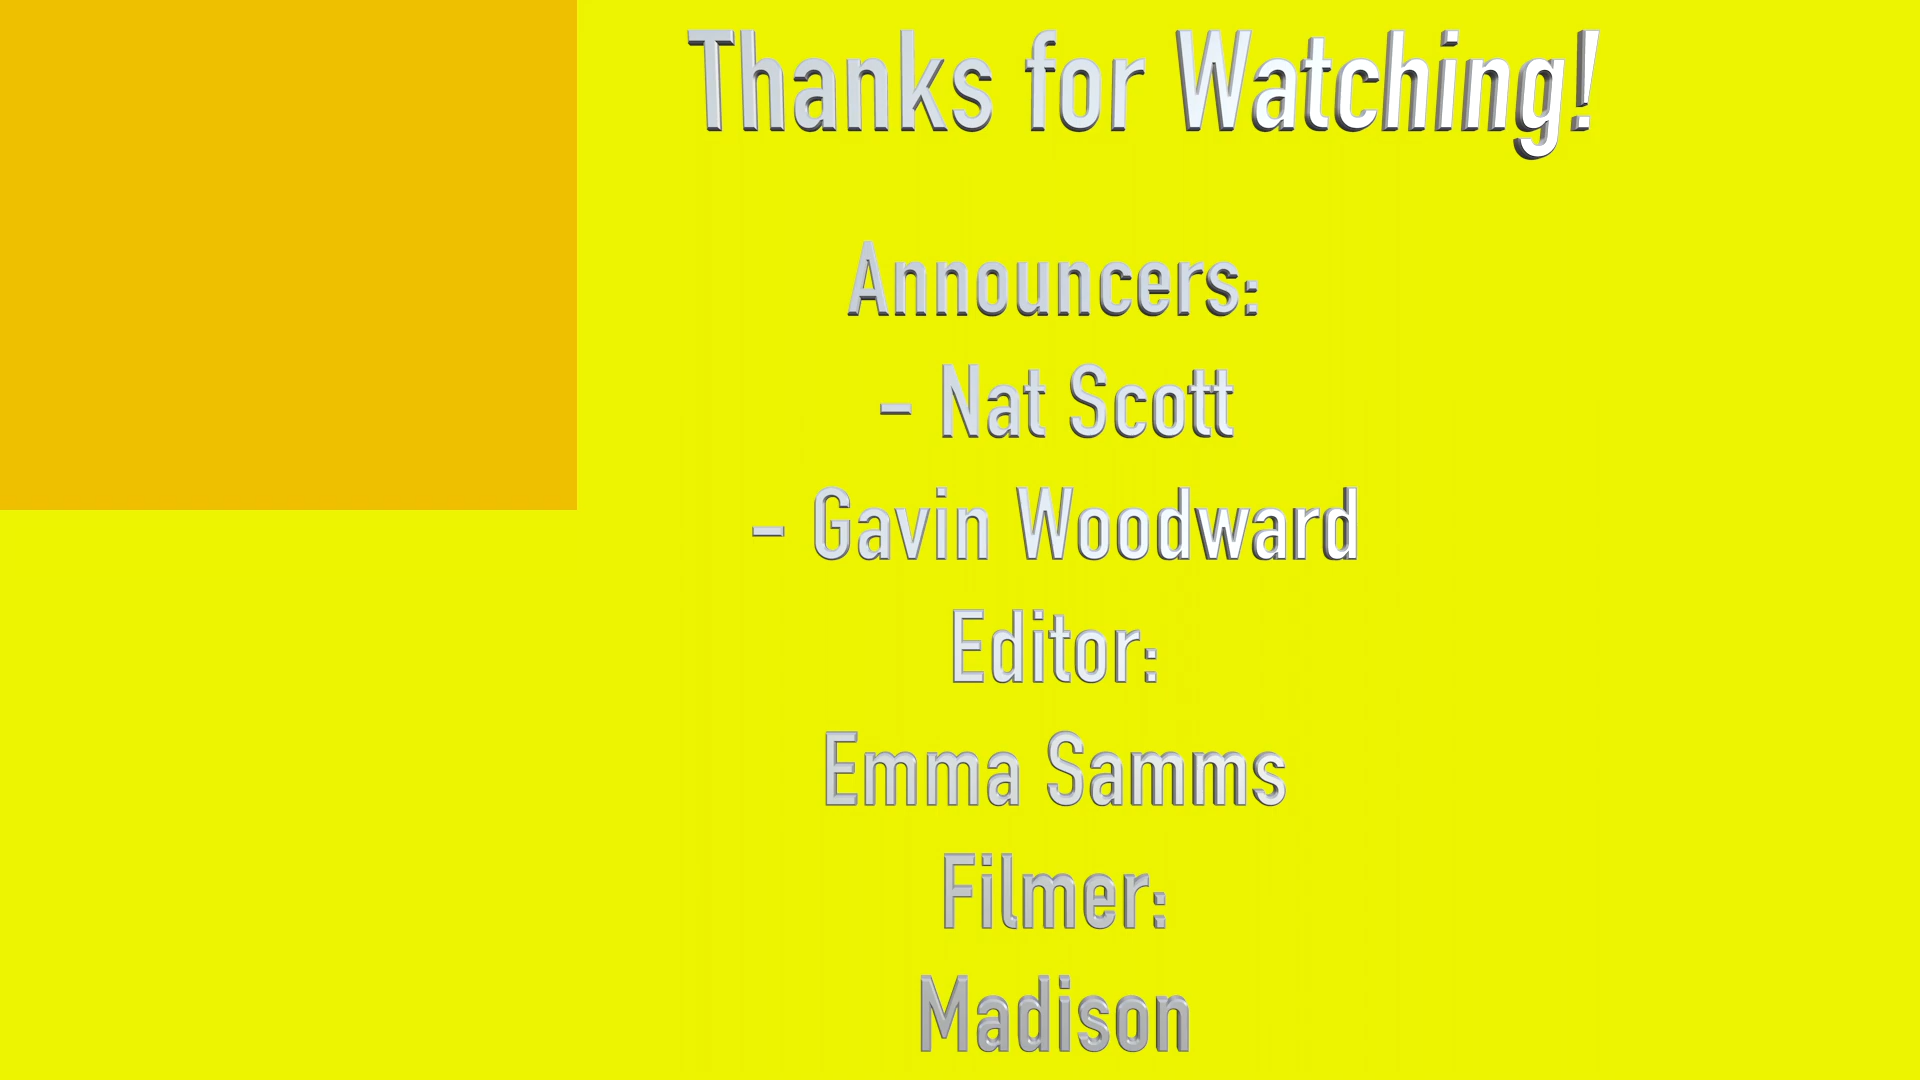 Thanks for Watching!
Announcers:
- Nat Scott
- Gavin Woodward
Editor:
Emma Samms
Filmer:
Madison